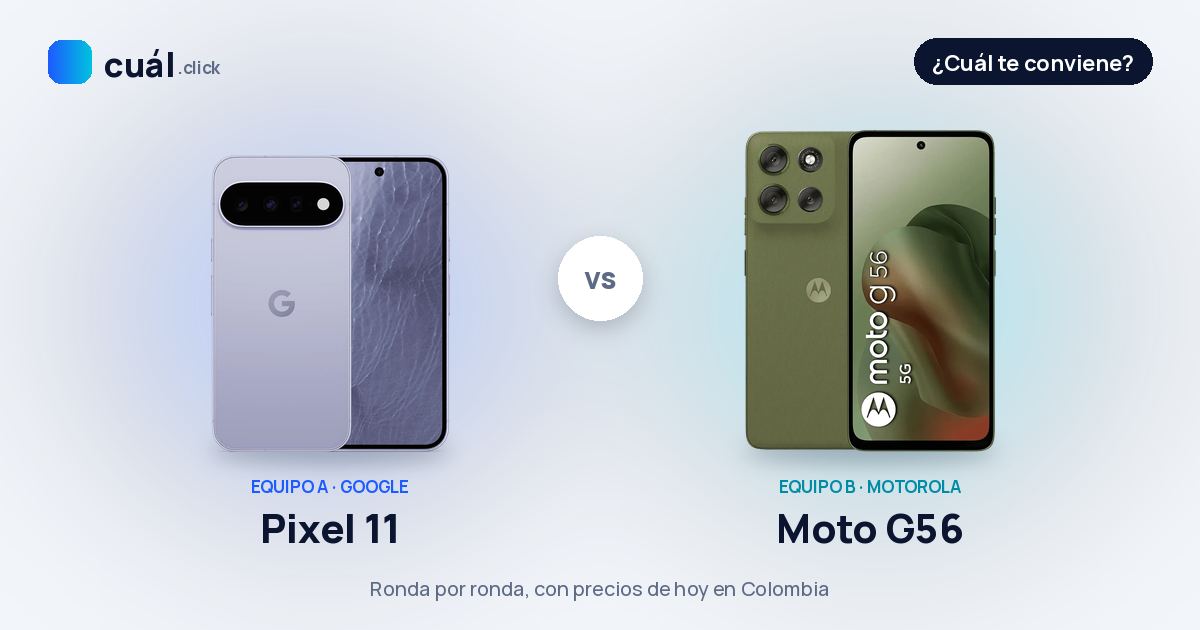 cuál.click
¿Cuál te conviene?
G
vs
moto g 56
5G
EQUIPO A · GOOGLE
EQUIPO B · MOTOROLA
Pixel 11
Moto G56
Ronda por ronda, con precios de hoy en Colombia